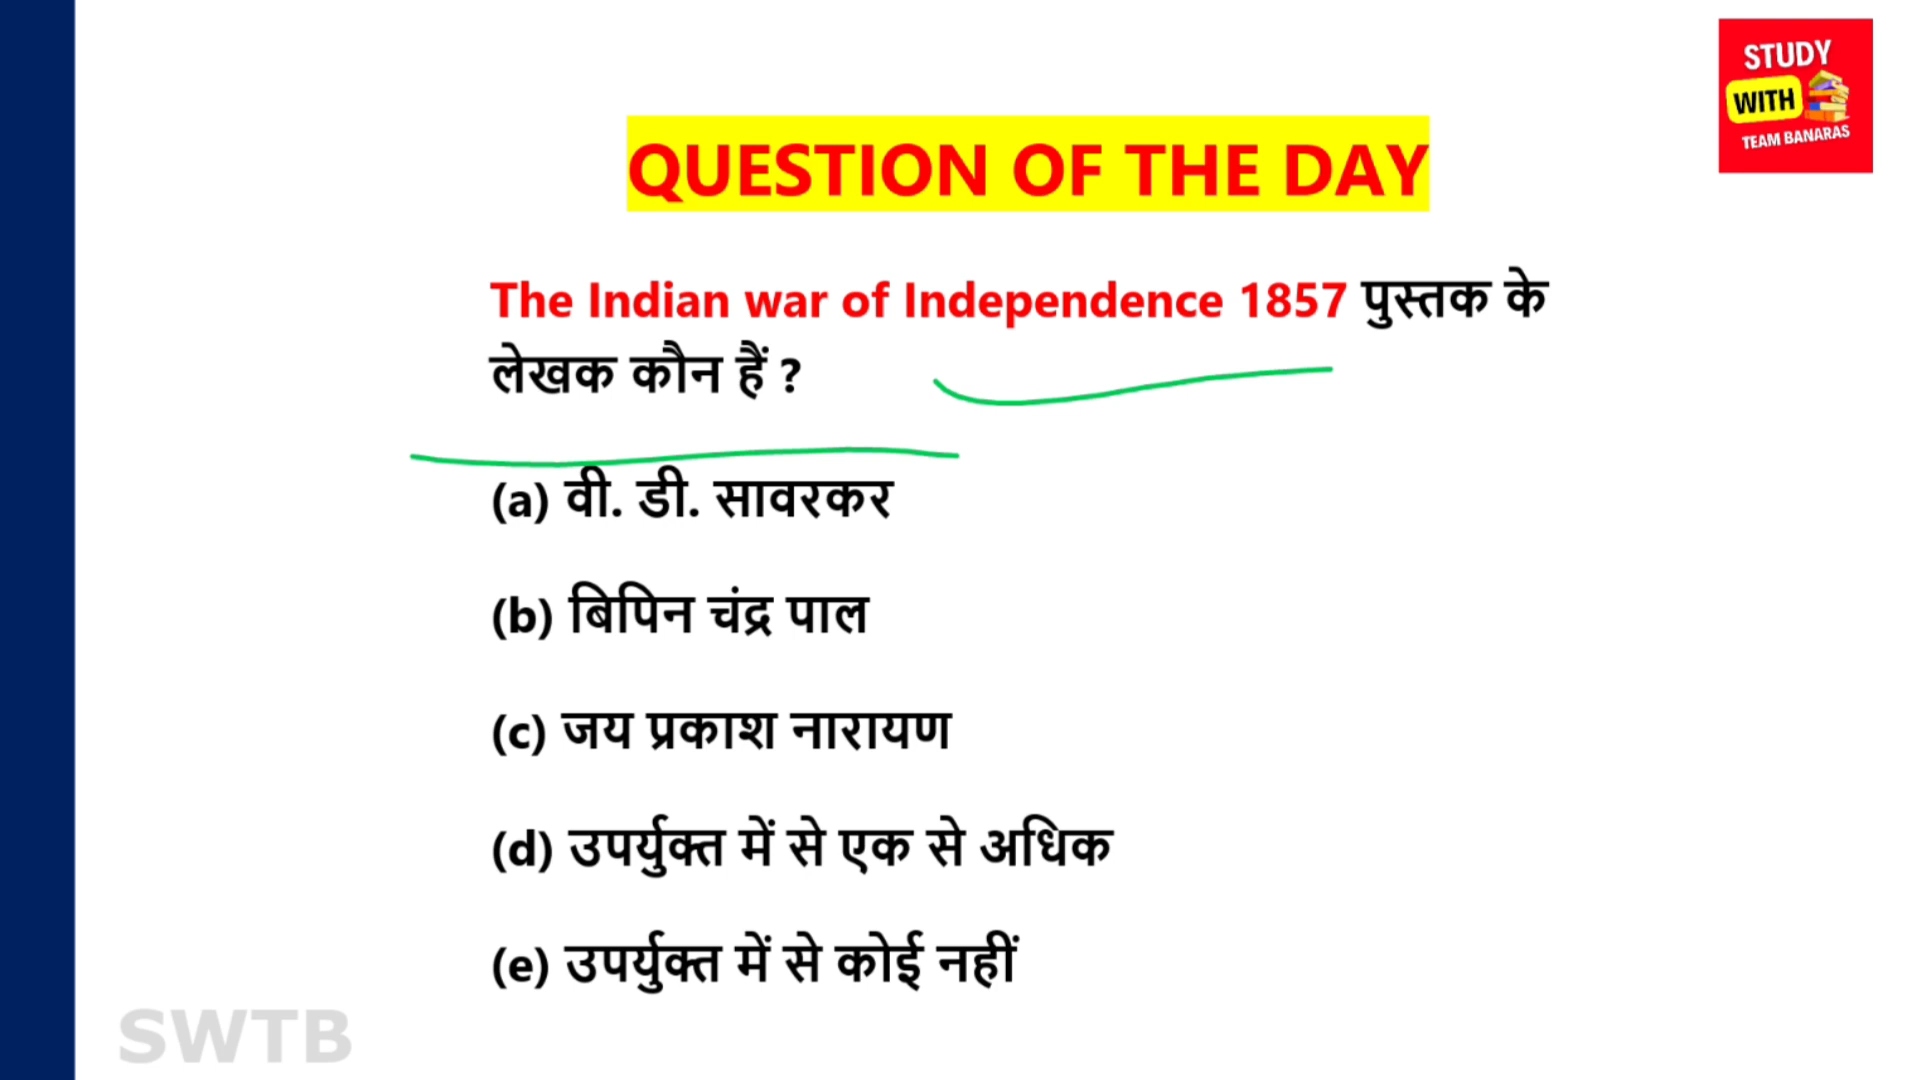 STUDY
WITH
TEAM BANARAS
QUESTION OF THE DAY
The Indian war of Independence 1857 पुस्तक के
लेखक कौन हैं ?
(a) वी. डी. सावरकर
(b) बिपिन चंद्र पाल
(c) जय प्रकाश नारायण
(d) उपर्युक्त में से एक से अधिक
(e) उपर्युक्त में से कोई नहीं
SWTB